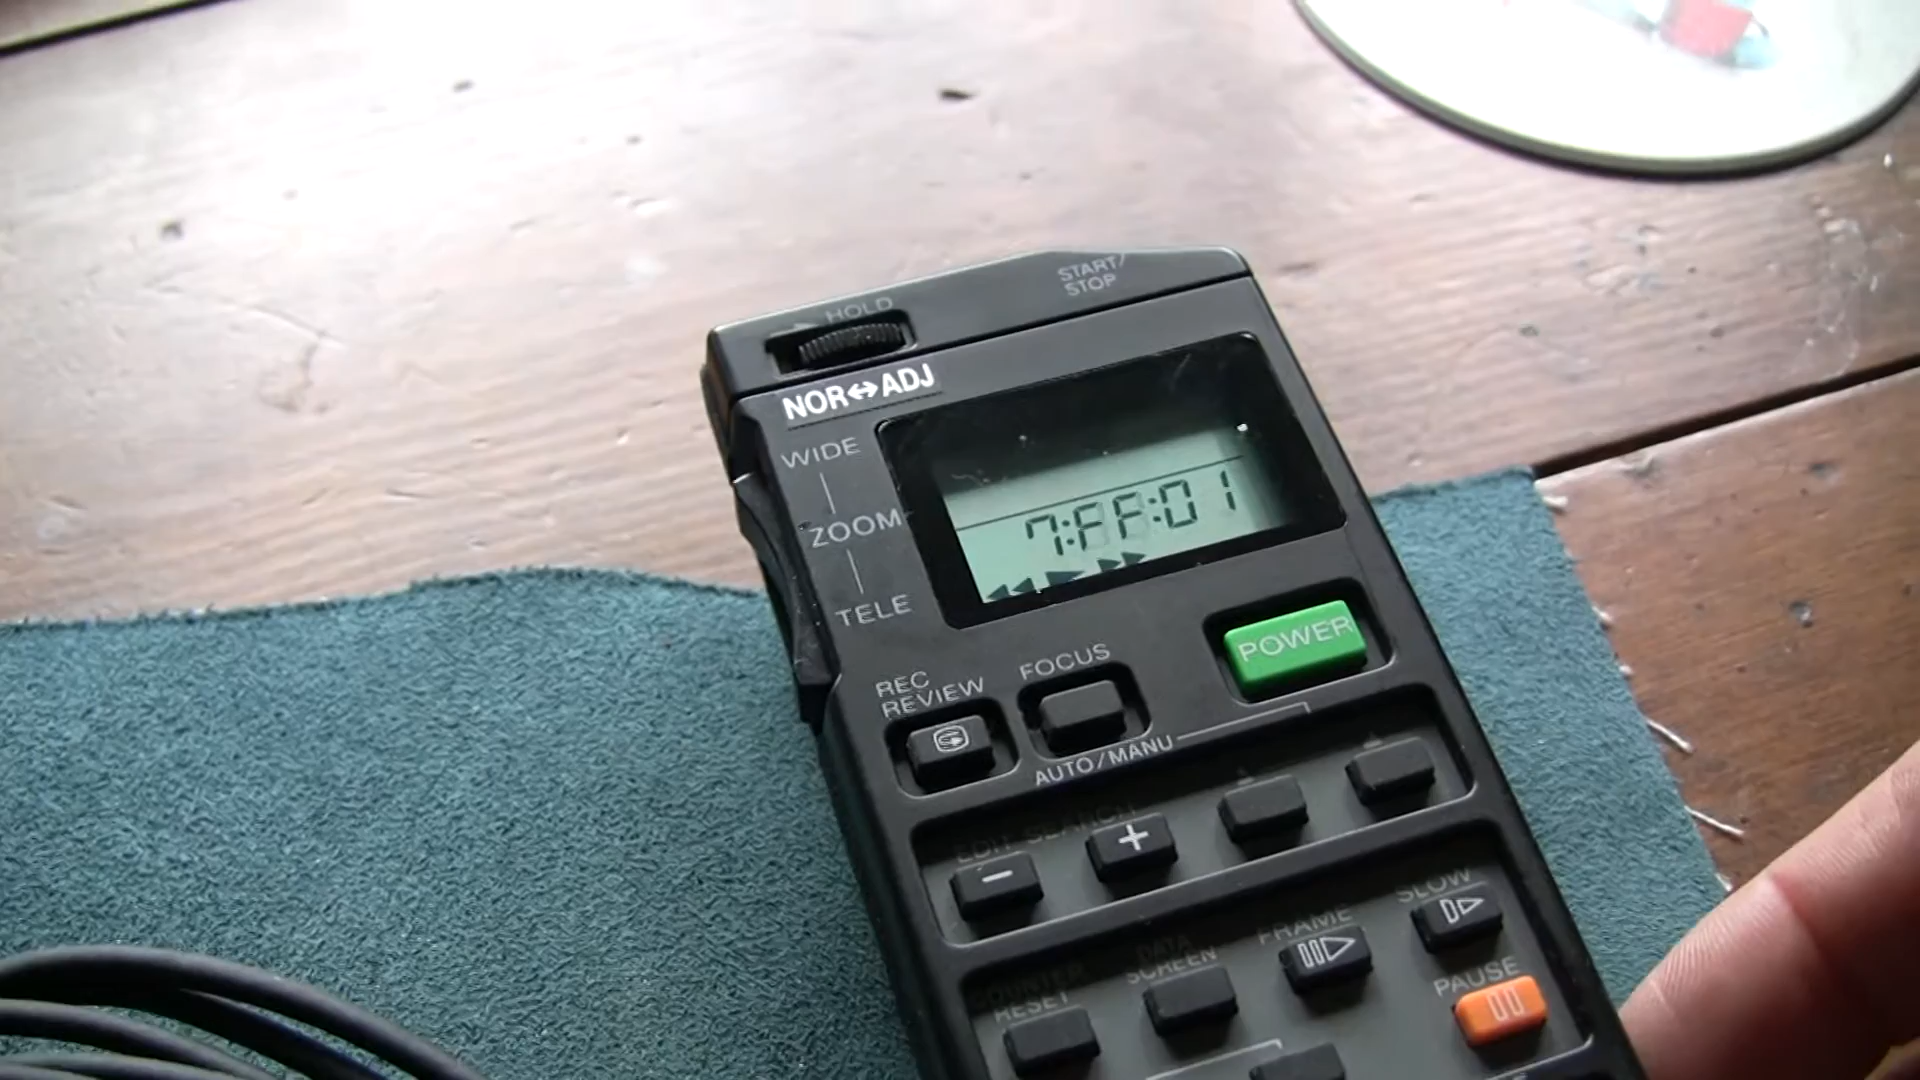 START/
STOP
HOLD
NOR↔ADJ
WIDE
ZOOM
TELE
7:FF:01
POWER
REC
REVIEW
FOCUS
AUTO/MANU
EDIT SEARCH
−
+
SLOW
FRAME
DATA
SCREEN
COUNTER
RESET
PAUSE